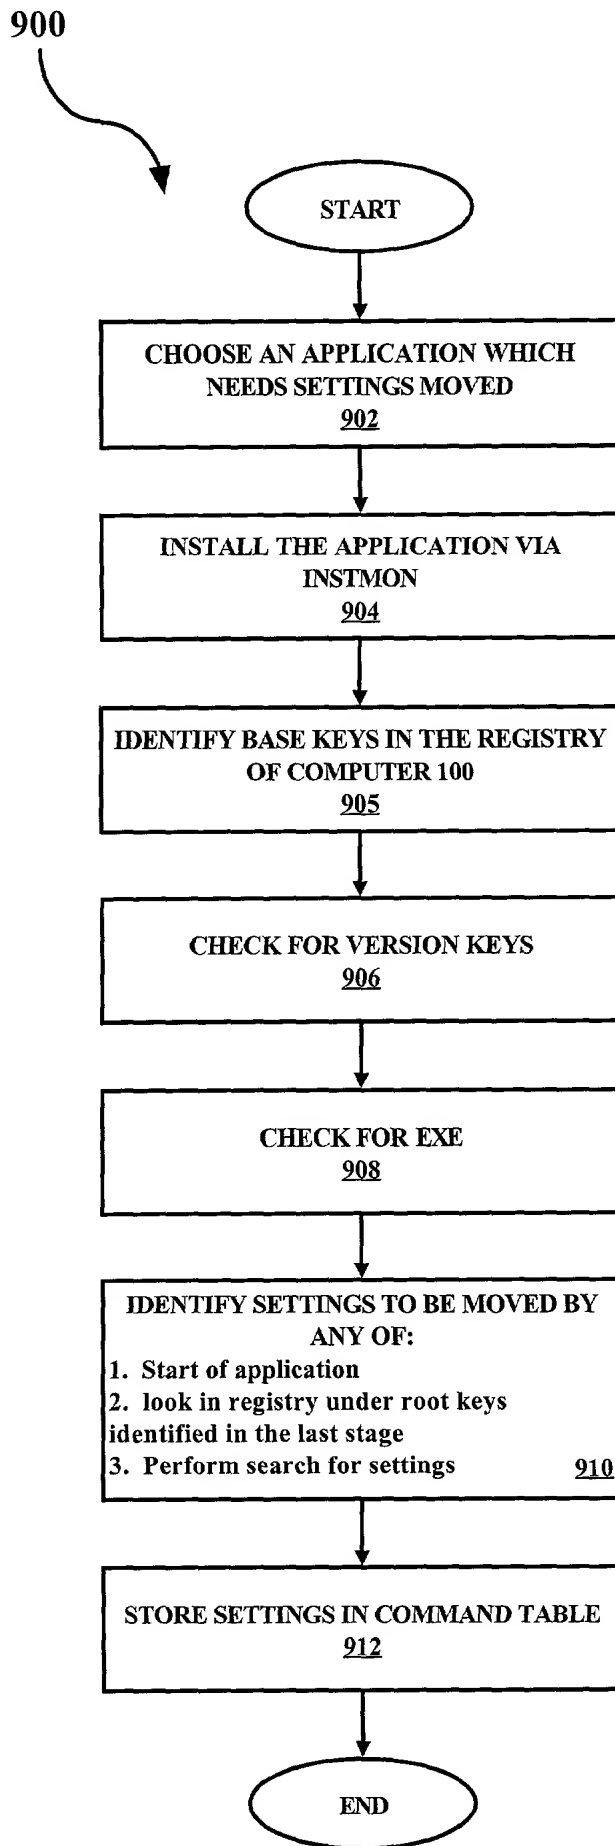 900
START
CHOOSE AN APPLICATION WHICH
NEEDS SETTINGS MOVED
902
INSTALL THE APPLICATION VIA
INSTMON
904
IDENTIFY BASE KEYS IN THE REGISTRY
OF COMPUTER 100
905
CHECK FOR VERSION KEYS
906
CHECK FOR EXE
908
IDENTIFY SETTINGS TO BE MOVED BY
ANY OF:
1. Start of application
2. look in registry under root keys
identified in the last stage
3. Perform search for settings 910
STORE SETTINGS IN COMMAND TABLE
912
END